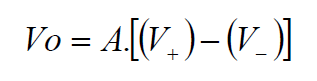 Vo = A.[(V₊)−(V₋)]